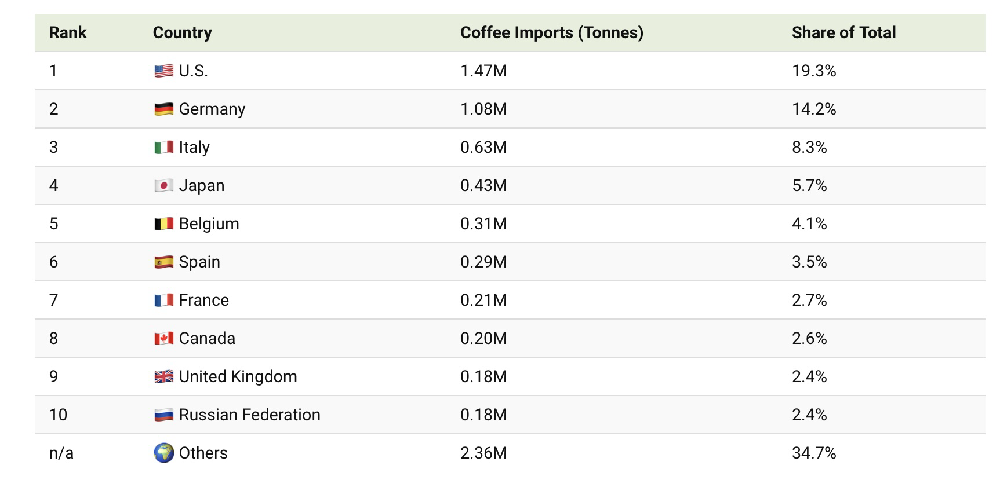 Rank Country Coffee Imports (Tonnes) Share of Total
1 U.S. 1.47M 19.3%
2 Germany 1.08M 14.2%
3 Italy 0.63M 8.3%
4 Japan 0.43M 5.7%
5 Belgium 0.31M 4.1%
6 Spain 0.29M 3.5%
7 France 0.21M 2.7%
8 Canada 0.20M 2.6%
9 United Kingdom 0.18M 2.4%
10 Russian Federation 0.18M 2.4%
n/a Others 2.36M 34.7%